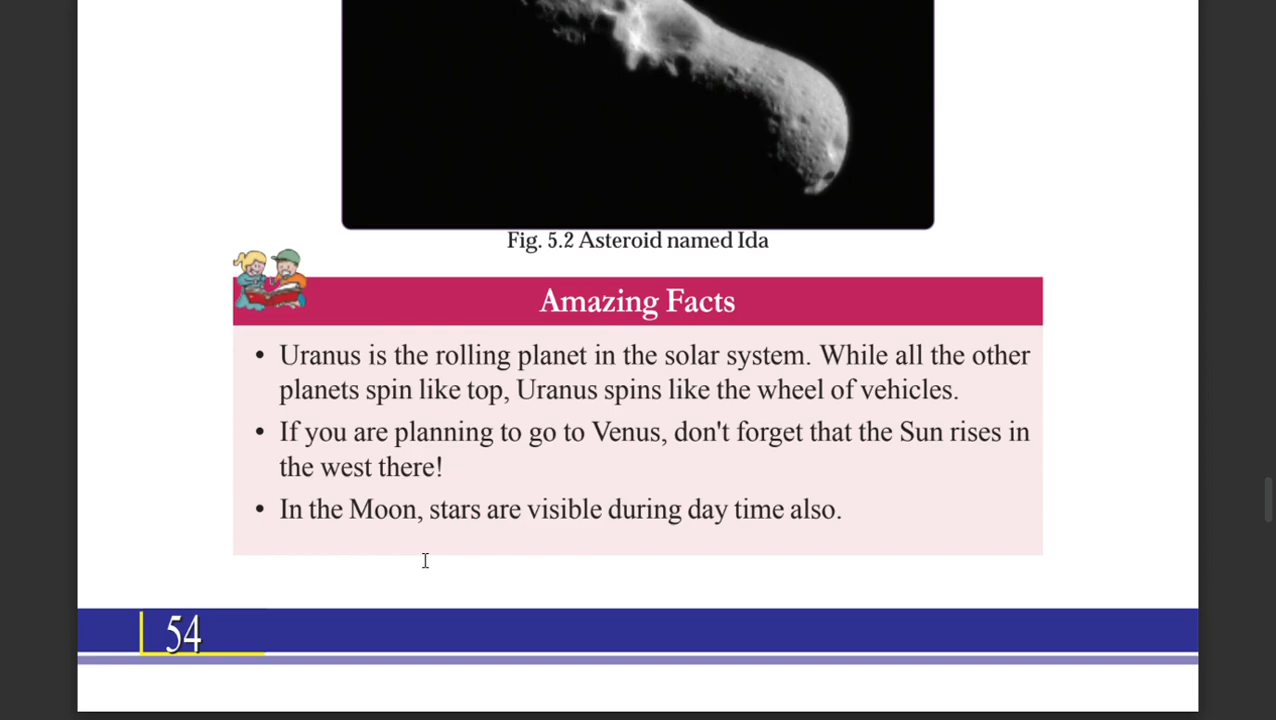 Fig. 5.2 Asteroid named Ida
Amazing Facts
• Uranus is the rolling planet in the solar system. While all the other
planets spin like top, Uranus spins like the wheel of vehicles.
• If you are planning to go to Venus, don't forget that the Sun rises in
the west there!
• In the Moon, stars are visible during day time also.
54